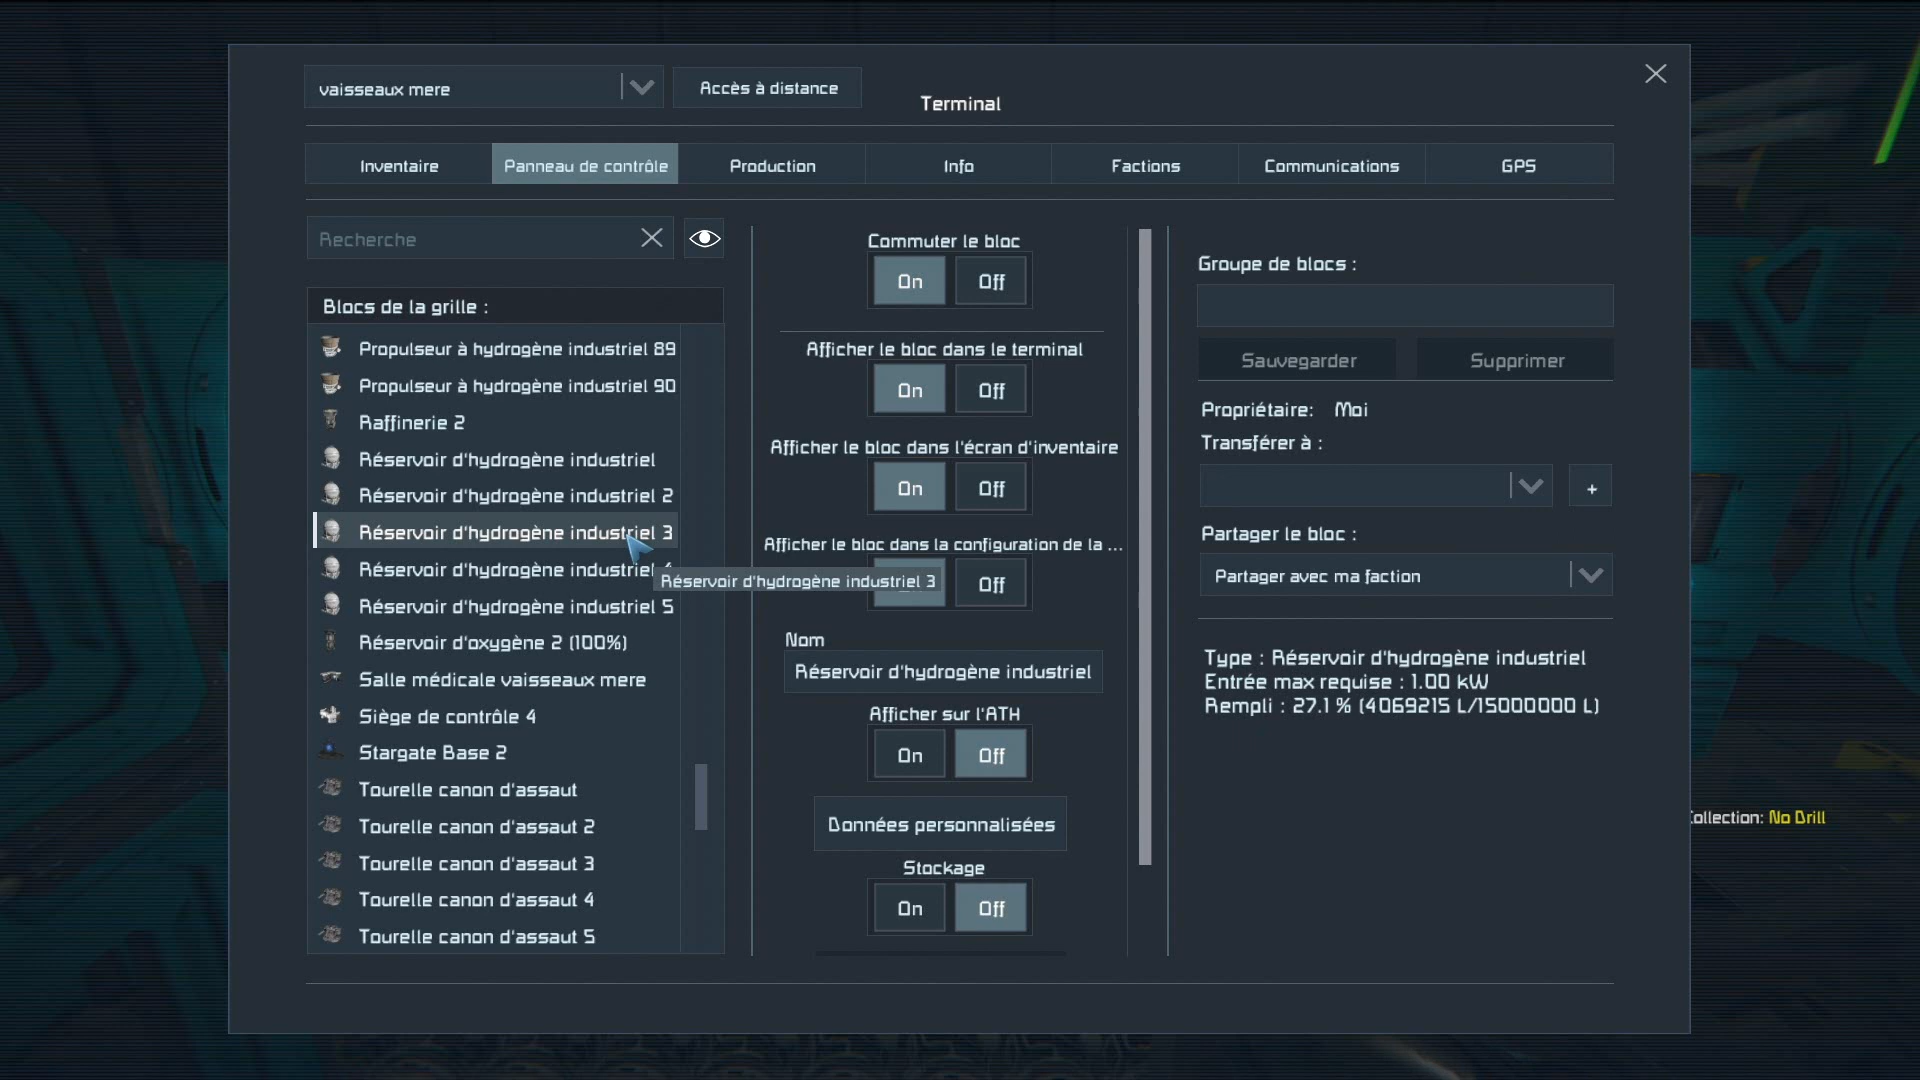 vaisseaux mere
Accès à distance
Terminal
Inventaire
Panneau de contrôle
Production
Info
Factions
Communications
GPS
Recherche
Blocs de la grille :
Propulseur à hydrogène industriel 89
Propulseur à hydrogène industriel 90
Raffinerie 2
Réservoir d'hydrogène industriel
Réservoir d'hydrogène industriel 2
Réservoir d'hydrogène industriel 3
Réservoir d'hydrogène industriel
Réservoir d'hydrogène industriel 3
Réservoir d'hydrogène industriel 5
Réservoir d'oxygène 2 (100%)
Salle médicale vaisseaux mere
Siège de contrôle 4
Stargate Base 2
Tourelle canon d'assaut
Tourelle canon d'assaut 2
Tourelle canon d'assaut 3
Tourelle canon d'assaut 4
Tourelle canon d'assaut 5
Commuter le bloc
On Off
Afficher le bloc dans le terminal
On Off
Afficher le bloc dans l'écran d'inventaire
On Off
Afficher le bloc dans la configuration de la ...
Off
Nom
Réservoir d'hydrogène industriel
Afficher sur l'ATH
On Off
Données personnalisées
Stockage
On Off
Groupe de blocs :
Sauvegarder
Supprimer
Propriétaire: Moi
Transférer à :
+
Partager le bloc :
Partager avec ma faction
Type : Réservoir d'hydrogène industriel
Entrée max requise : 1.00 kW
Rempli : 27.1 % (4069215 L/15000000 L)
ollection: No Drill